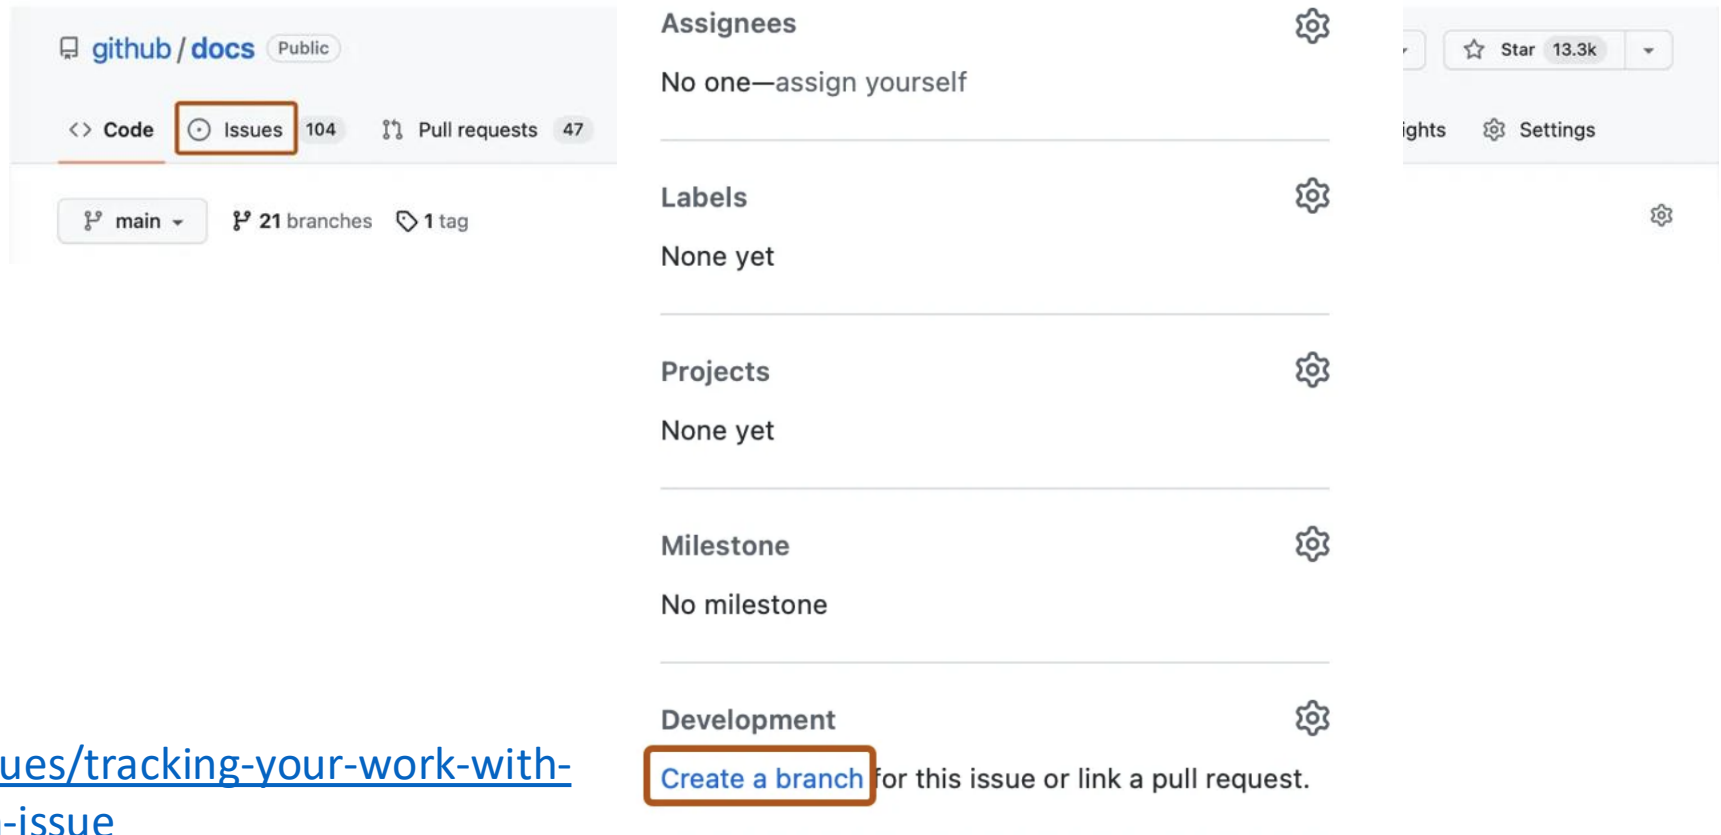 github / docs Public
Code Issues 104 Pull requests 47
main 21 branches 1 tag
Assignees
No one—assign yourself
Labels
None yet
Projects
None yet
Milestone
No milestone
Development
Create a branch for this issue or link a pull request.
Star 13.3k
ights Settings
ues/tracking-your-work-with-
-issue